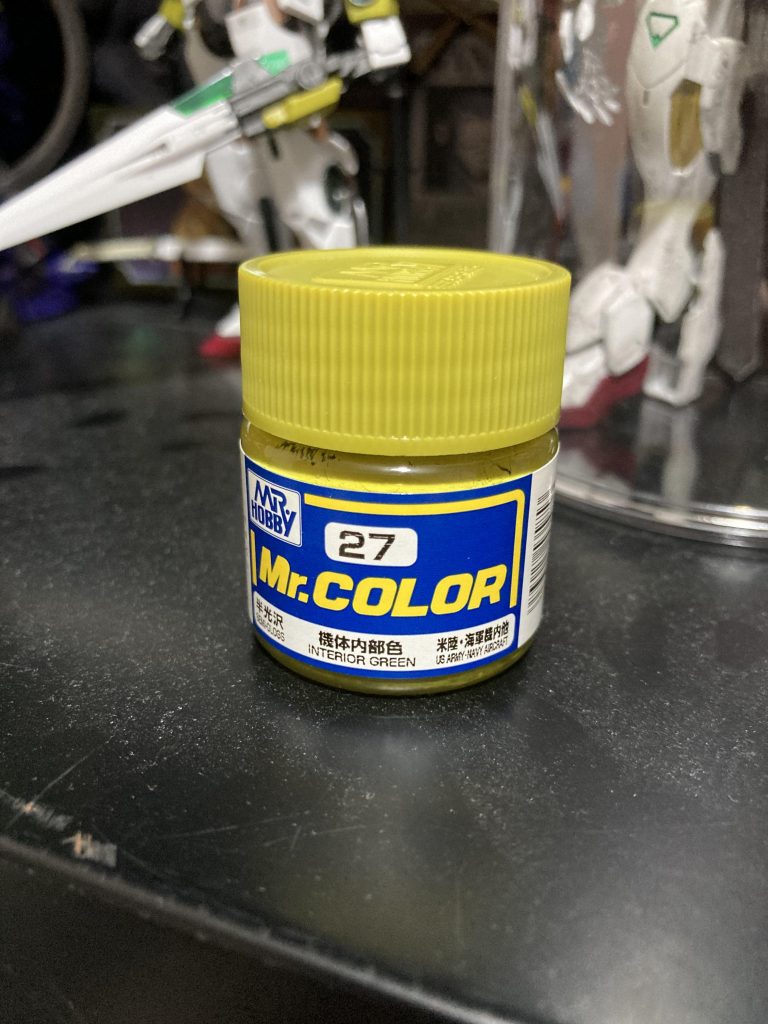 MR
HOBBY
27
Mr.COLOR
半光沢
SEMI-GLOSS
機体内部色
INTERIOR GREEN
米陸・海軍機内他
US ARMY・NAVY AIRCRAFT